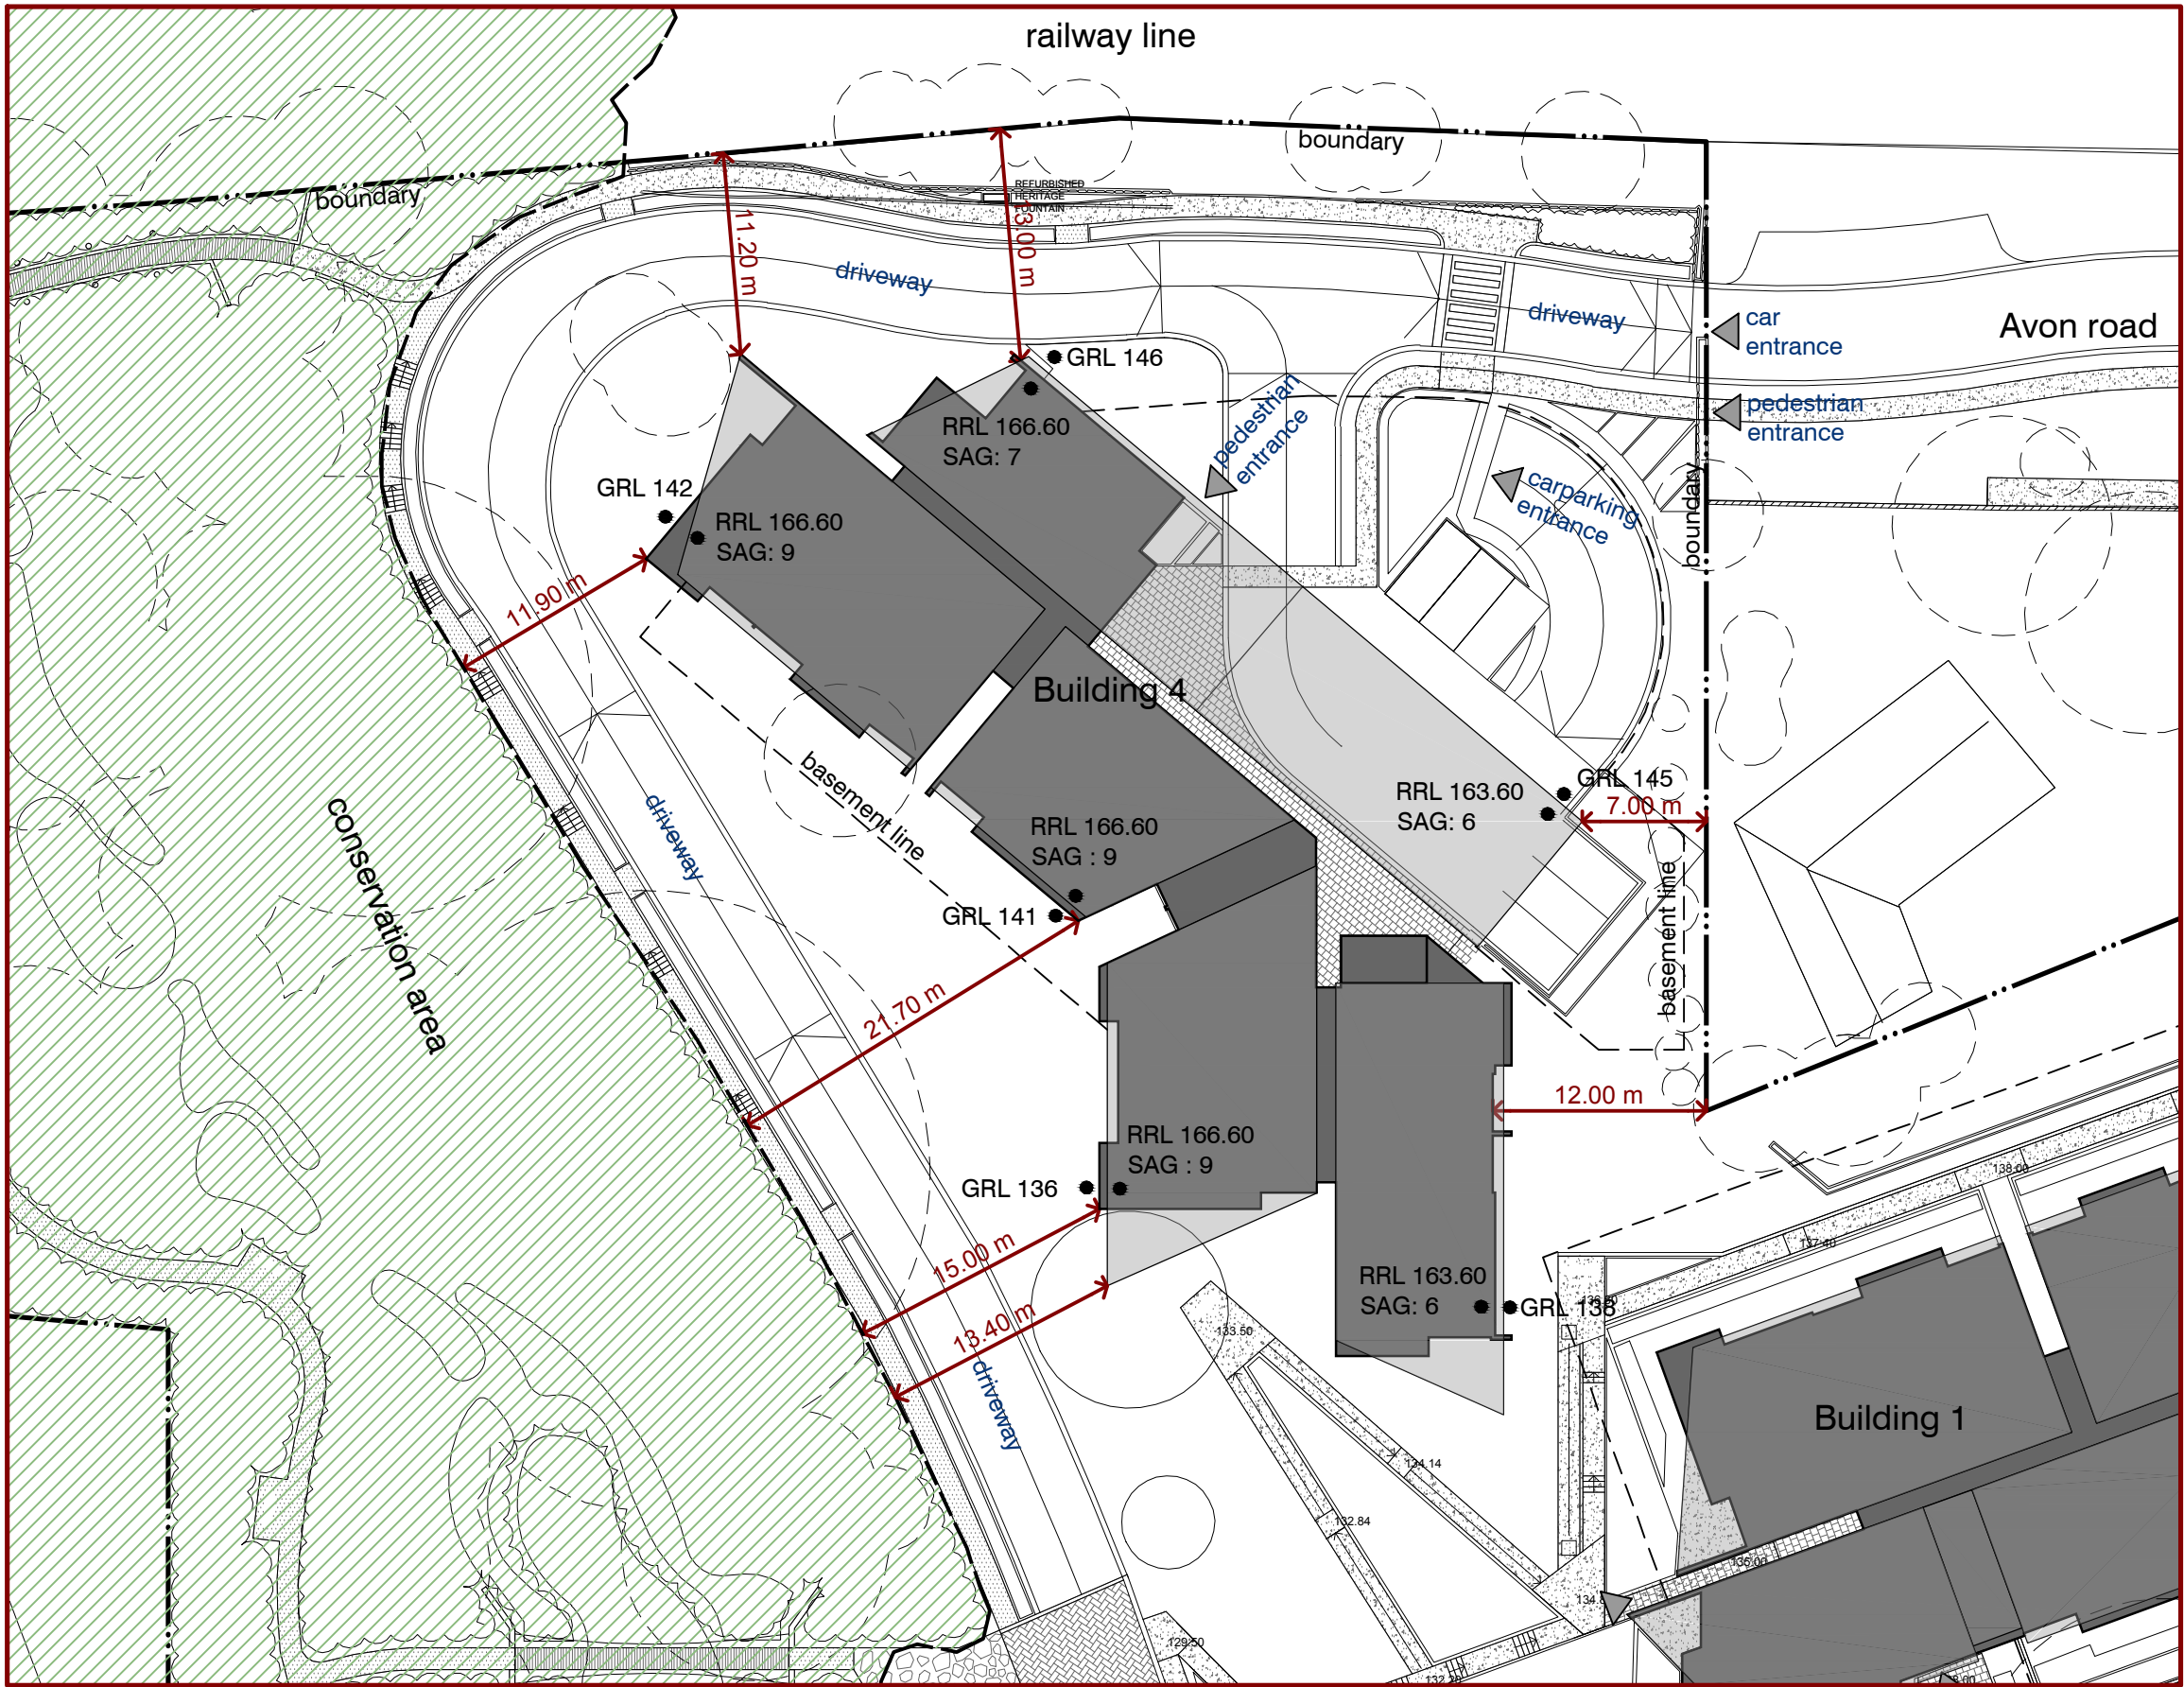 railway line
boundary
boundary
REFURBISHED
HERITAGE
FOUNTAIN
11.20 m
13.00 m
driveway
driveway
car
entrance
Avon road
GRL 146
pedestrian
entrance
pedestrian
entrance
RRL 166.60
SAG: 7
GRL 142
RRL 166.60
SAG: 9
carparking
entrance
boundary
11.90 m
Building 4
basement line
driveway
conservation area
RRL 163.60
SAG: 6
GRL 145
7.00 m
RRL 166.60
SAG : 9
GRL 141
basement line
21.70 m
12.00 m
RRL 166.60
SAG : 9
GRL 136
138.00
137.40
15.00 m
13.40 m
RRL 163.60
SAG: 6
GRL 138
133.50
driveway
Building 1
134.14
132.84
135.00
129.50